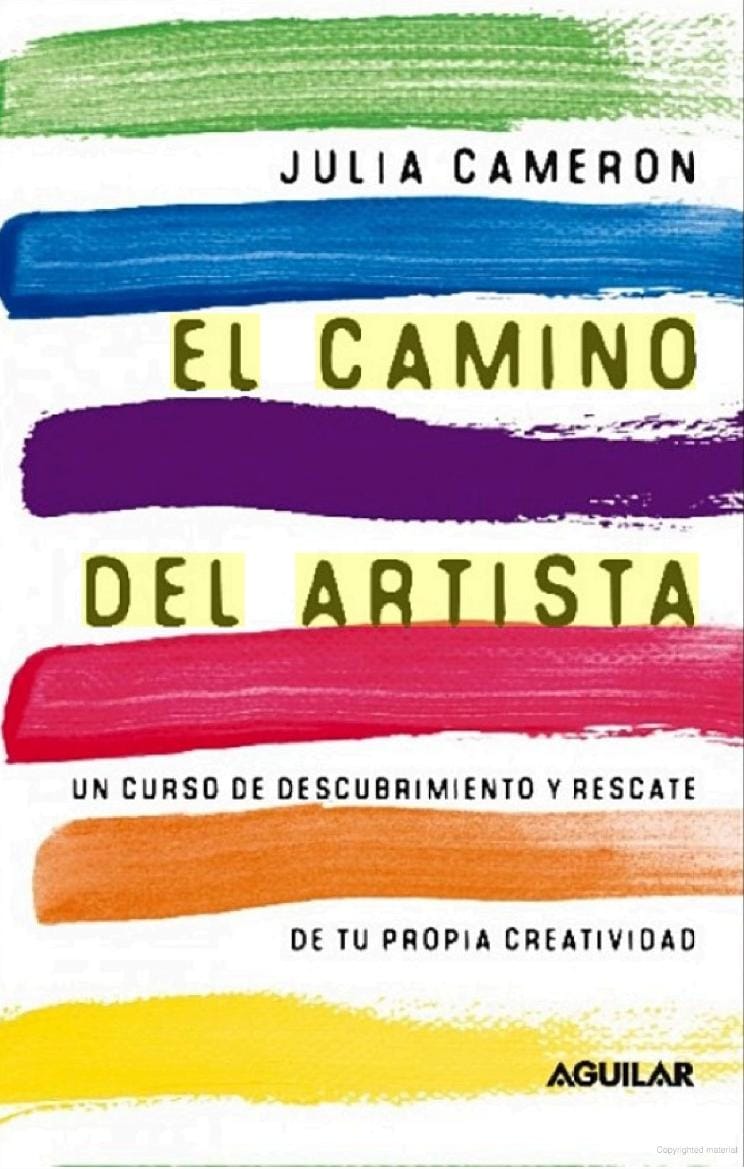 JULIA CAMERON
EL CAMINO
DEL ARTISTA
UN CURSO DE DESCUBRIMIENTO Y RESCATE
DE TU PROPIA CREATIVIDAD
AGUILAR
Copyrighted material